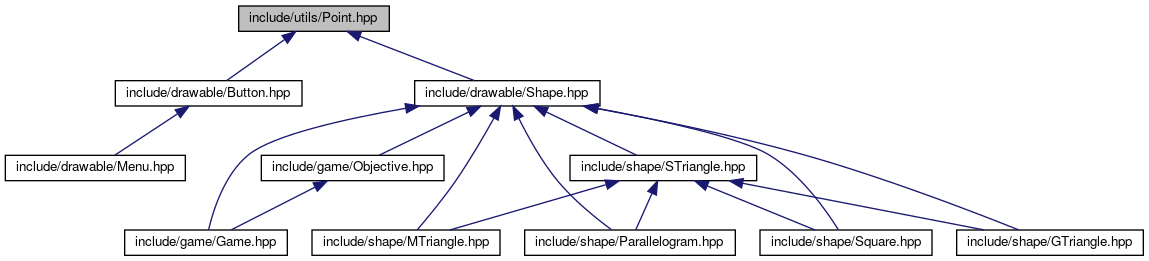 include/utils/Point.hpp
include/drawable/Button.hpp
include/drawable/Shape.hpp
include/drawable/Menu.hpp
include/game/Objective.hpp
include/shape/STriangle.hpp
include/game/Game.hpp
include/shape/MTriangle.hpp
include/shape/Parallelogram.hpp
include/shape/Square.hpp
include/shape/GTriangle.hpp